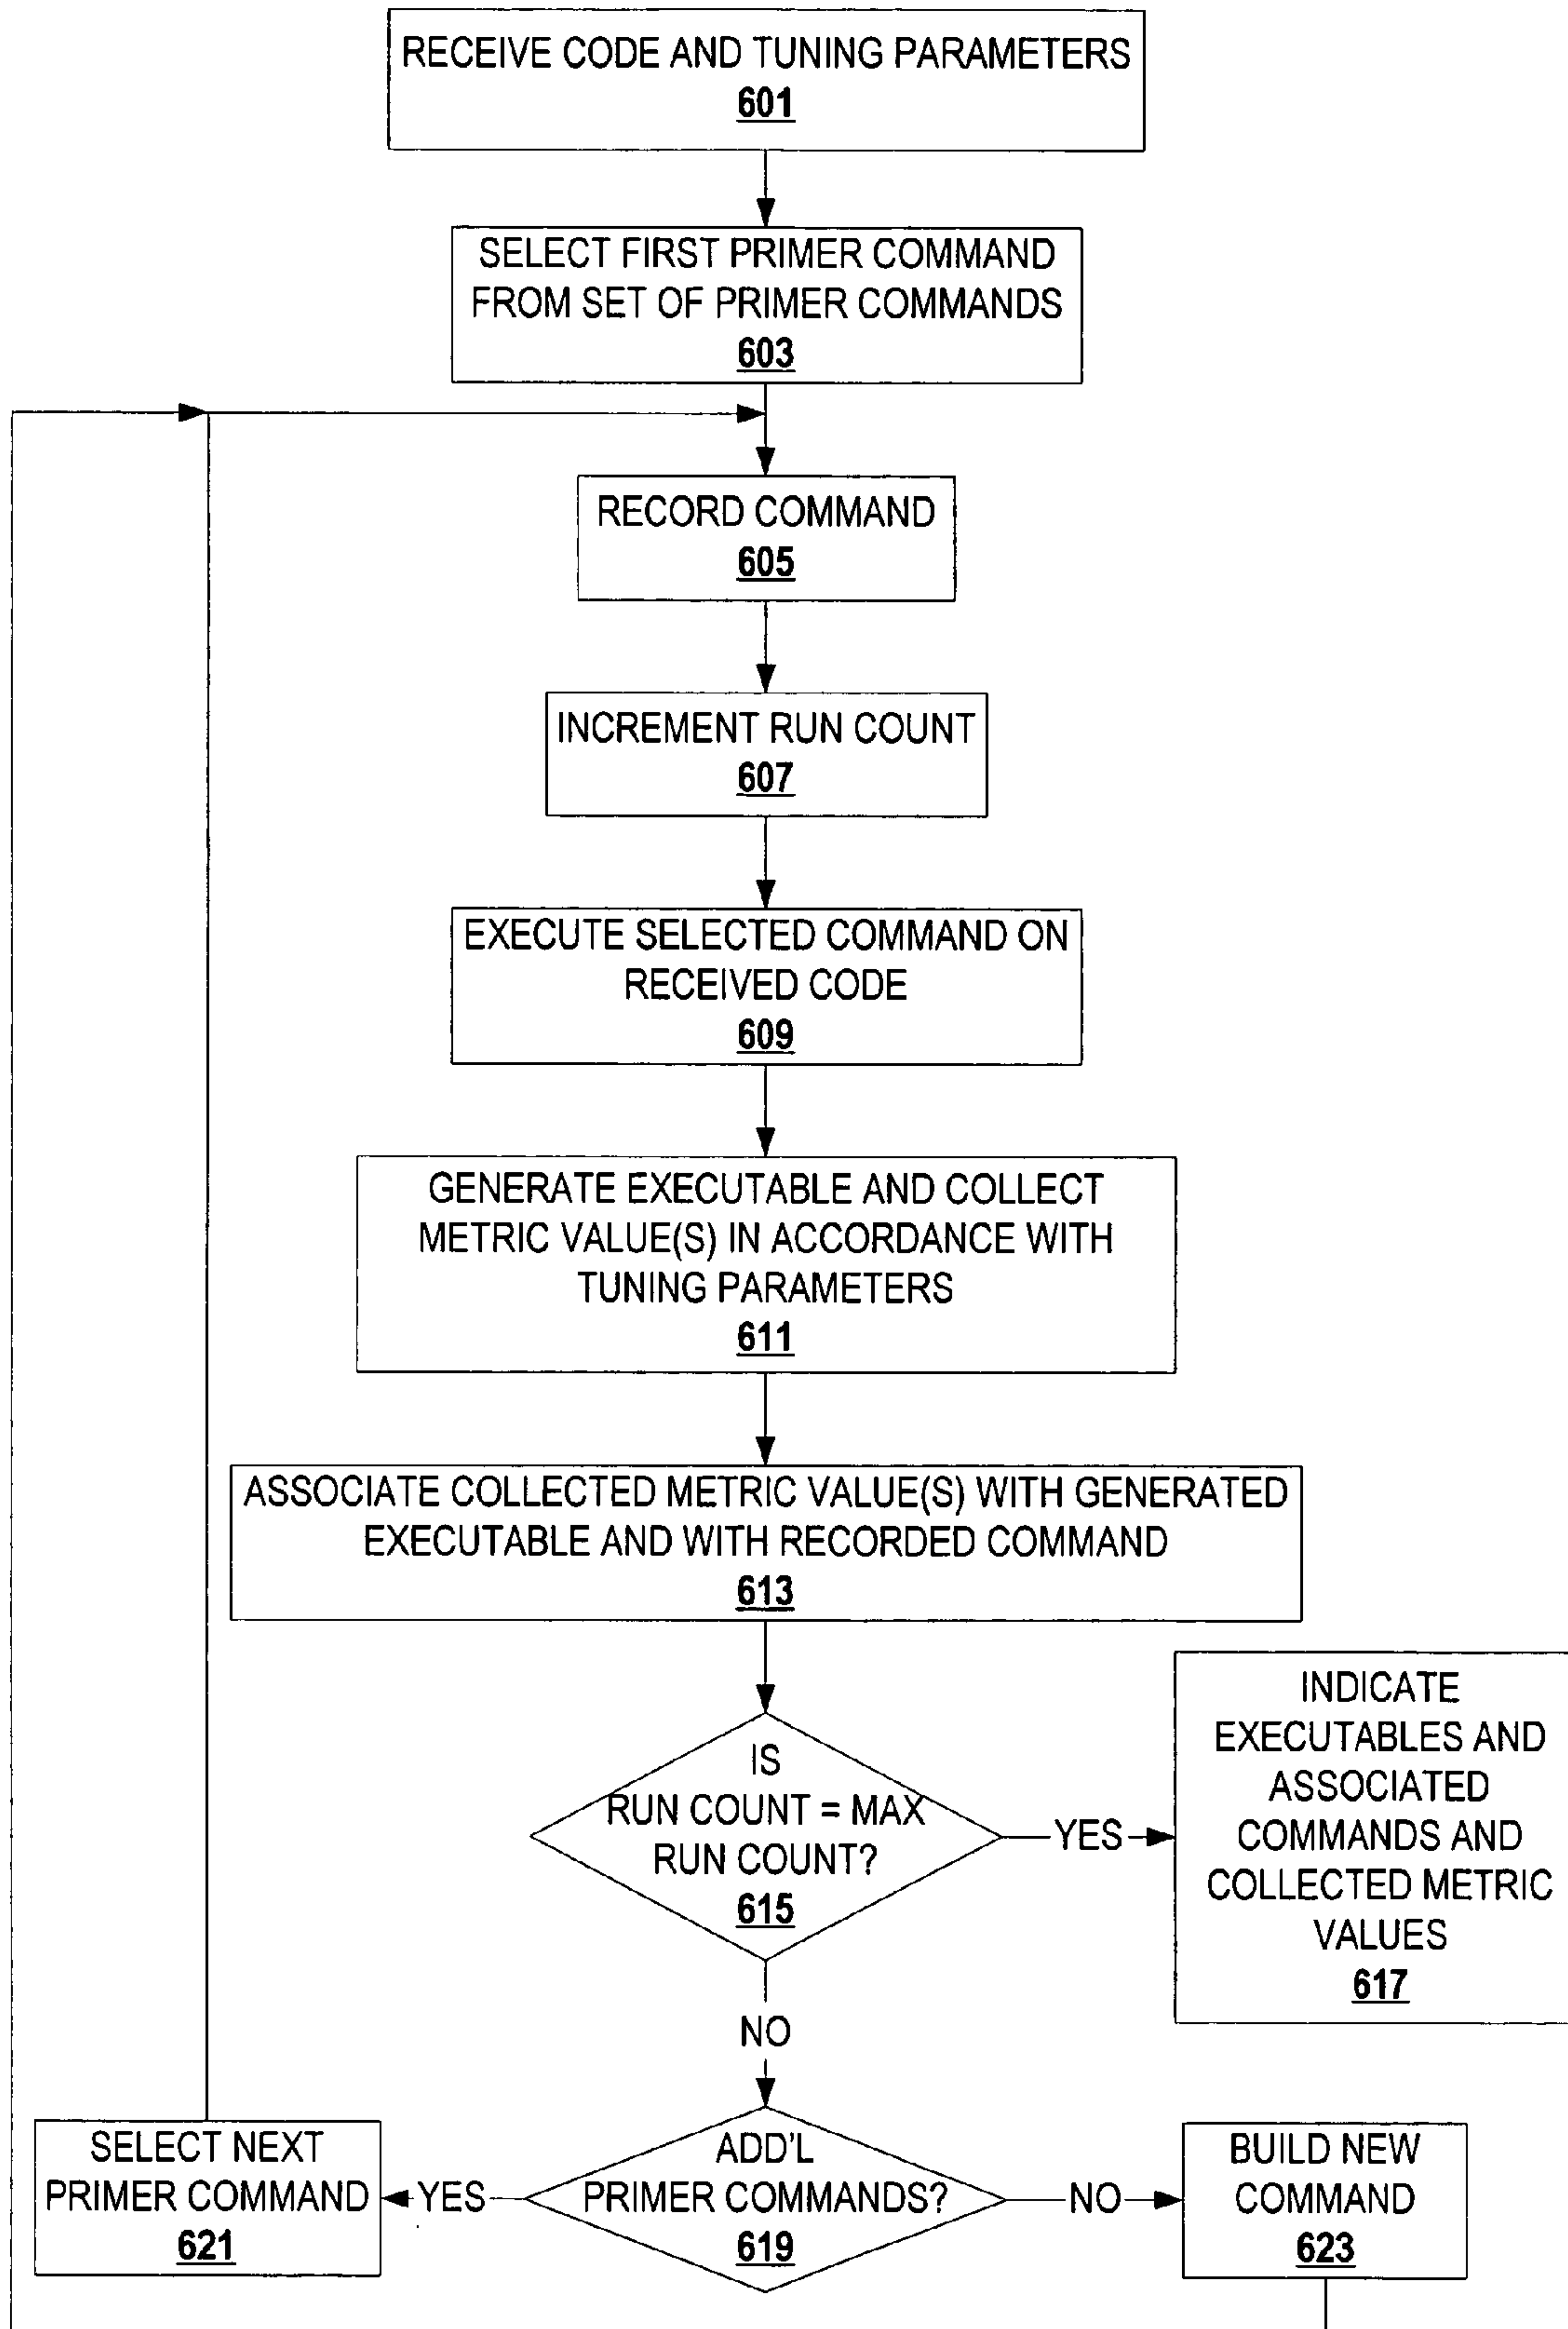 RECEIVE CODE AND TUNING PARAMETERS
601
SELECT FIRST PRIMER COMMAND
FROM SET OF PRIMER COMMANDS
603
RECORD COMMAND
605
INCREMENT RUN COUNT
607
EXECUTE SELECTED COMMAND ON
RECEIVED CODE
609
GENERATE EXECUTABLE AND COLLECT
METRIC VALUE(S) IN ACCORDANCE WITH
TUNING PARAMETERS
611
ASSOCIATE COLLECTED METRIC VALUE(S) WITH GENERATED
EXECUTABLE AND WITH RECORDED COMMAND
613
IS
RUN COUNT = MAX
RUN COUNT?
615
YES
INDICATE
EXECUTABLES AND
ASSOCIATED
COMMANDS AND
COLLECTED METRIC
VALUES
617
NO
SELECT NEXT
PRIMER COMMAND
621
YES
ADD'L
PRIMER COMMANDS?
619
NO
BUILD NEW
COMMAND
623